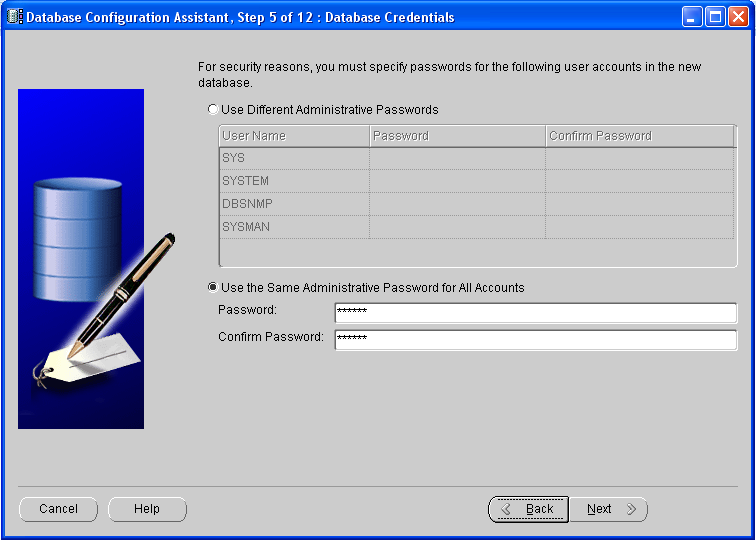 Database Configuration Assistant, Step 5 of 12 : Database Credentials
For security reasons, you must specify passwords for the following user accounts in the new
database.
Use Different Administrative Passwords
User Name Password Confirm Password
SYS
SYSTEM
DBSNMP
SYSMAN
Use the Same Administrative Password for All Accounts
Password: ******
Confirm Password: ******
Cancel Help Back Next